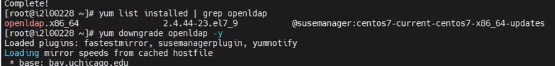 Complete!
[root@i2l00228 ~]# yum list installed | grep openldap
openldap.x86_64 2.4.44-23.el7_9 @susemanager:centos7-current-centos7-x86_64-updates
[root@i2l00228 ~]# yum downgrade openldap -y
Loaded plugins: fastestmirror, susemanagerplugin, yumnotify
Loading mirror speeds from cached hostfile
* base: bay.uchicago.edu